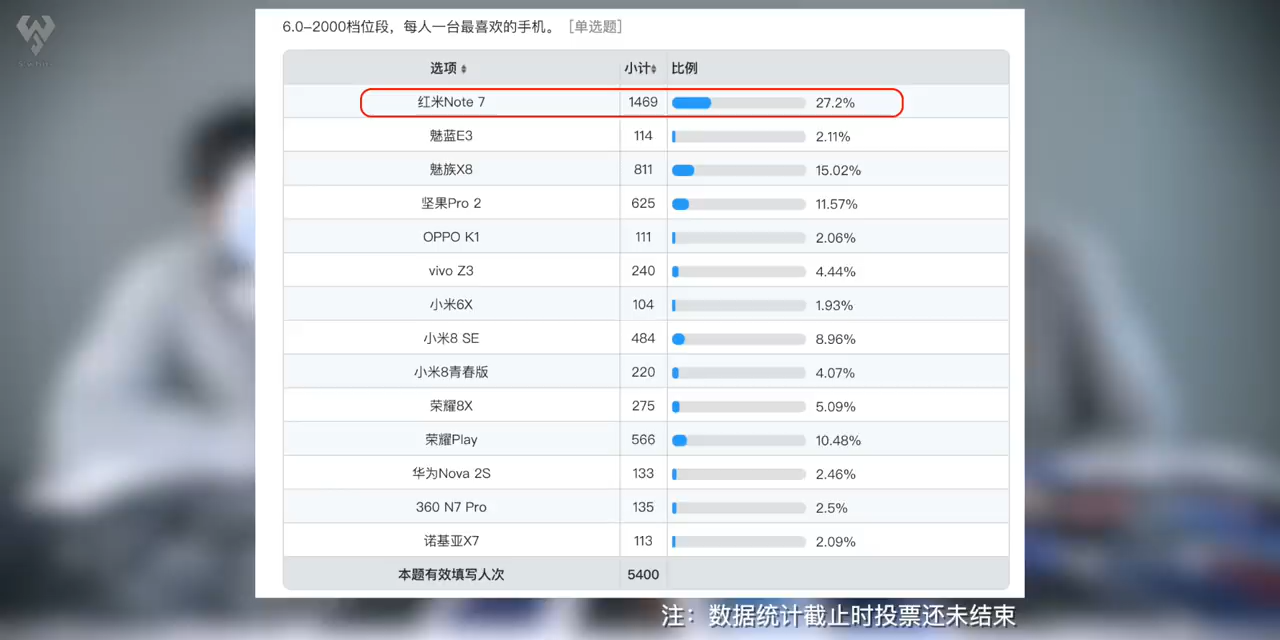 6.0-2000档位段，每人一台最喜欢的手机。 [单选题]
选项 小计 比例
红米Note 7 1469 27.2%
魅蓝E3 114 2.11%
魅族X8 811 15.02%
坚果Pro 2 625 11.57%
OPPO K1 111 2.06%
vivo Z3 240 4.44%
小米6X 104 1.93%
小米8 SE 484 8.96%
小米8青春版 220 4.07%
荣耀8X 275 5.09%
荣耀Play 566 10.48%
华为Nova 2S 133 2.46%
360 N7 Pro 135 2.5%
诺基亚X7 113 2.09%
本题有效填写人次 5400
注：数据统计截止时投票还未结束